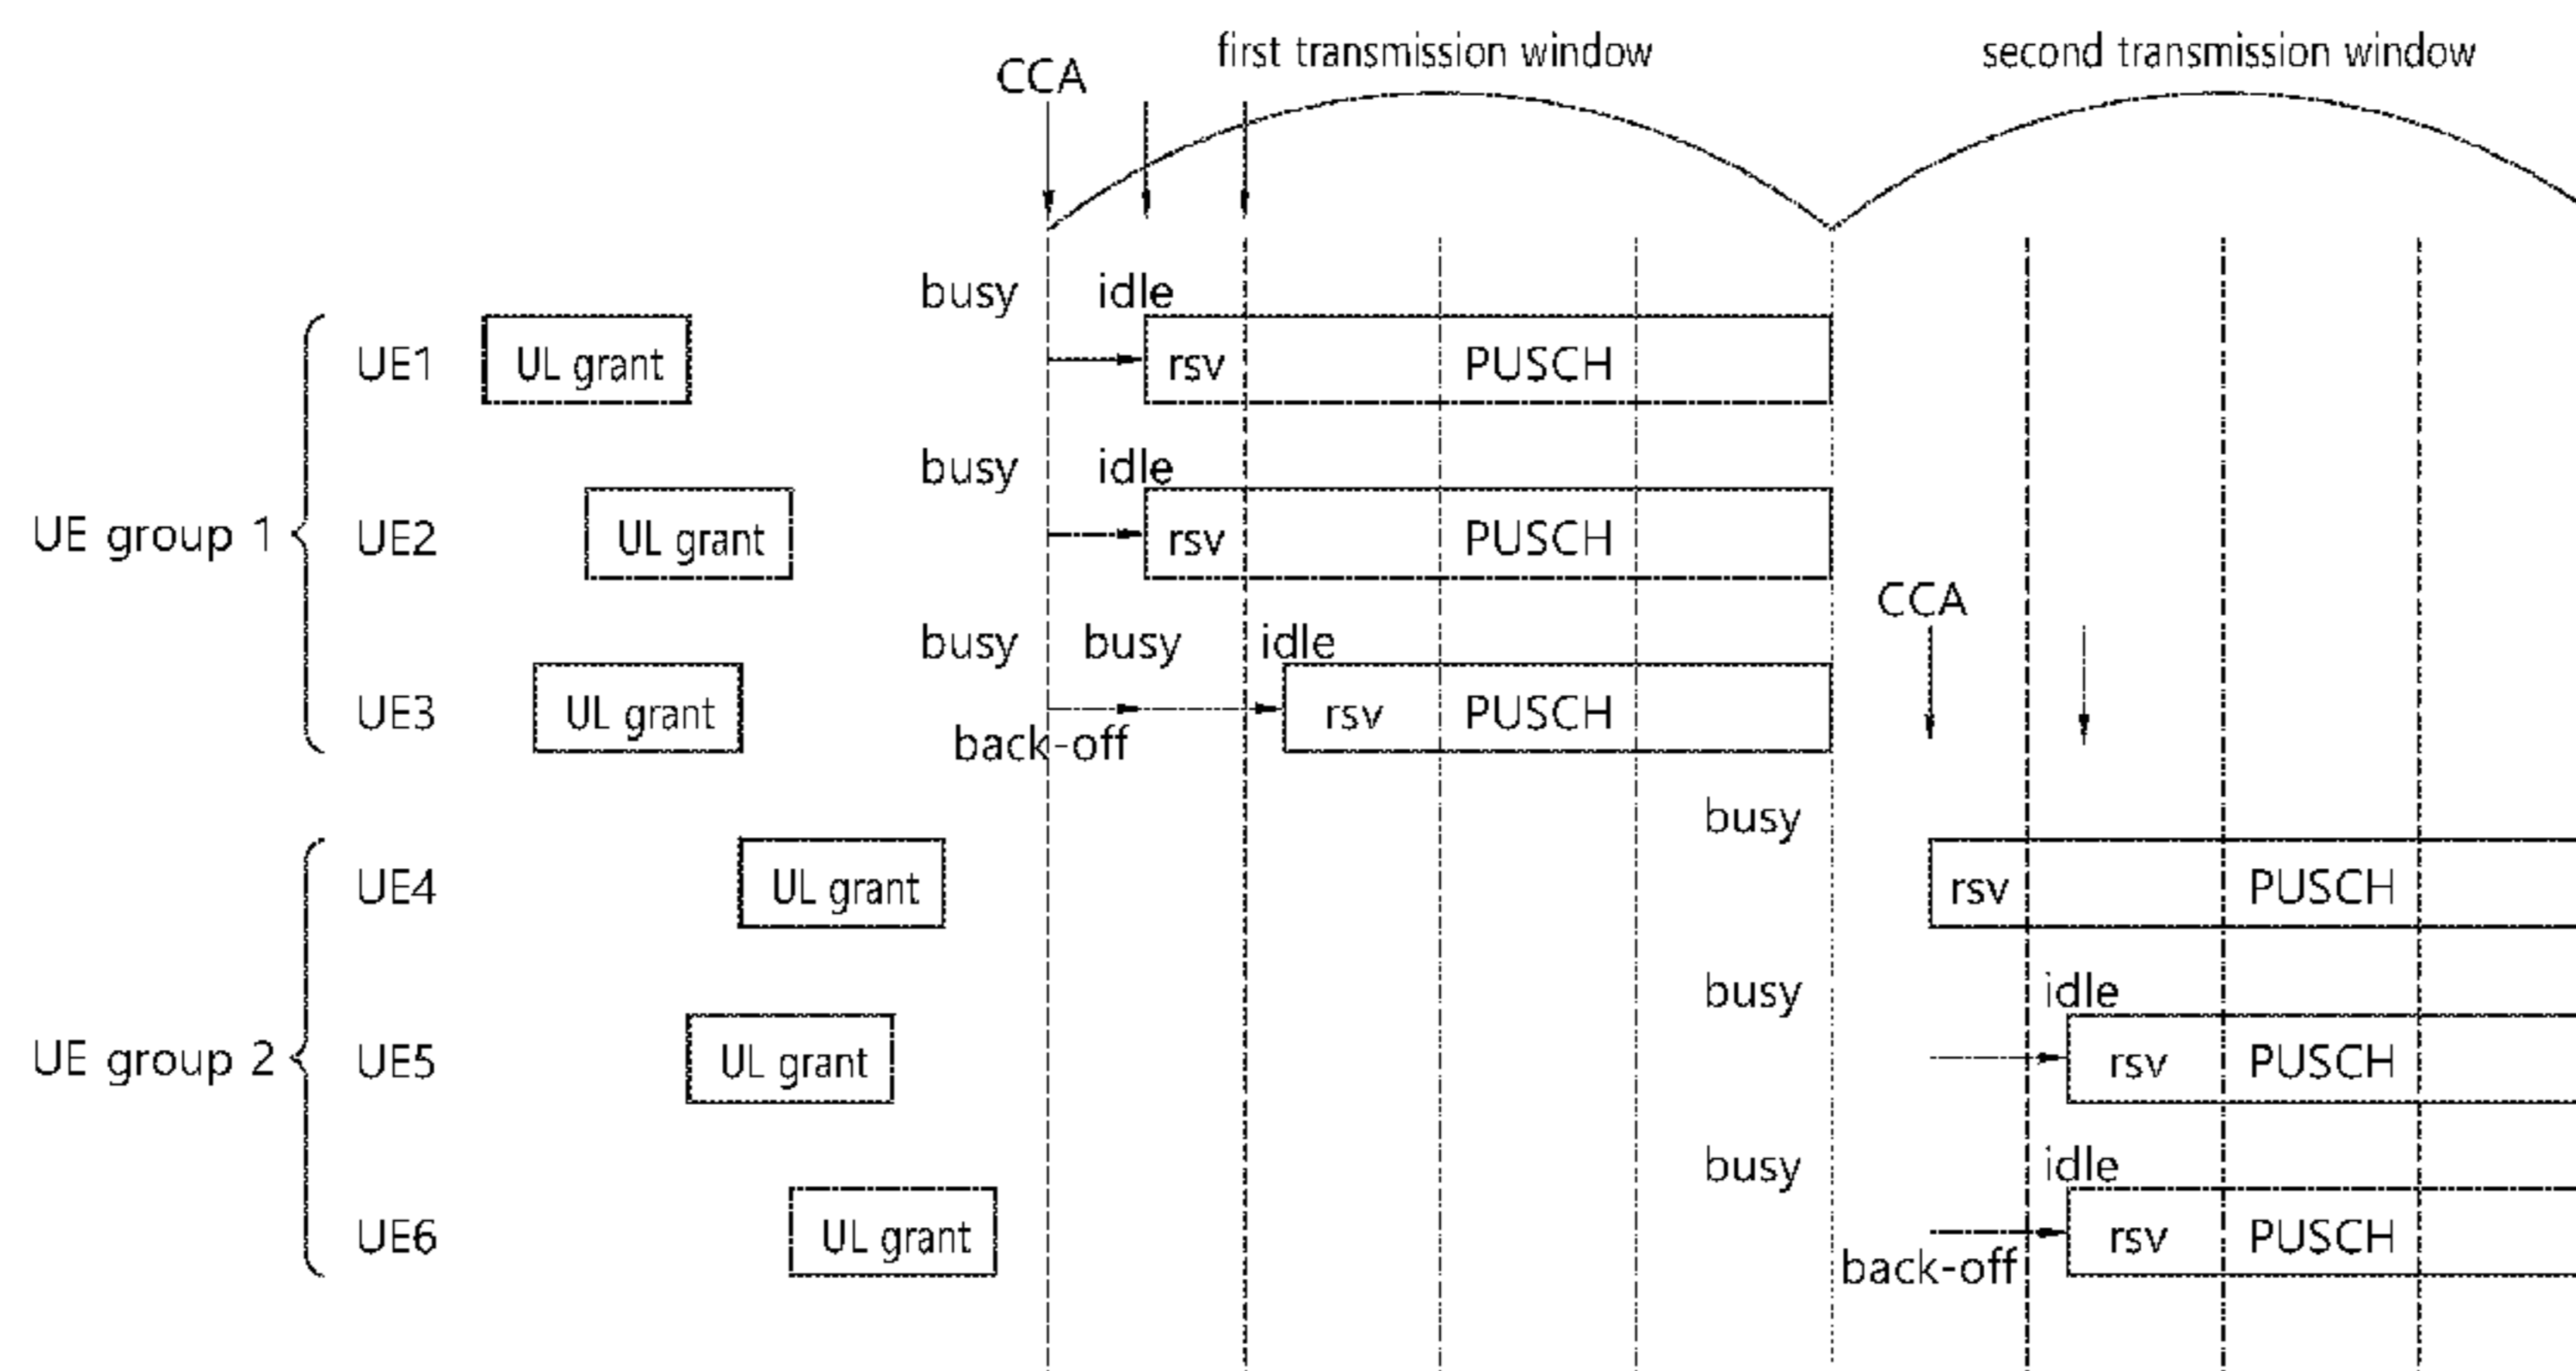 first transmission window
second transmission window
CCA
busy idle
UE1 UL grant rsv PUSCH
busy idle
UE group 1 UE2 UL grant rsv PUSCH
CCA
busy busy idle
UE3 UL grant rsv PUSCH
back-off
busy
UE4 UL grant rsv PUSCH
busy idle
UE group 2 UE5 UL grant rsv PUSCH
busy idle
UE6 UL grant rsv PUSCH
back-off